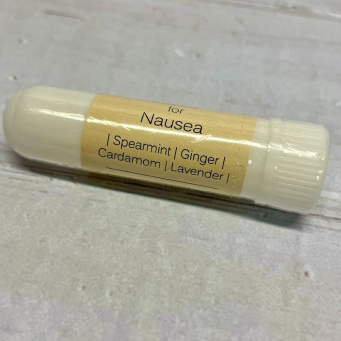 for
Nausea
| Spearmint | Ginger |
Cardamom | Lavender |